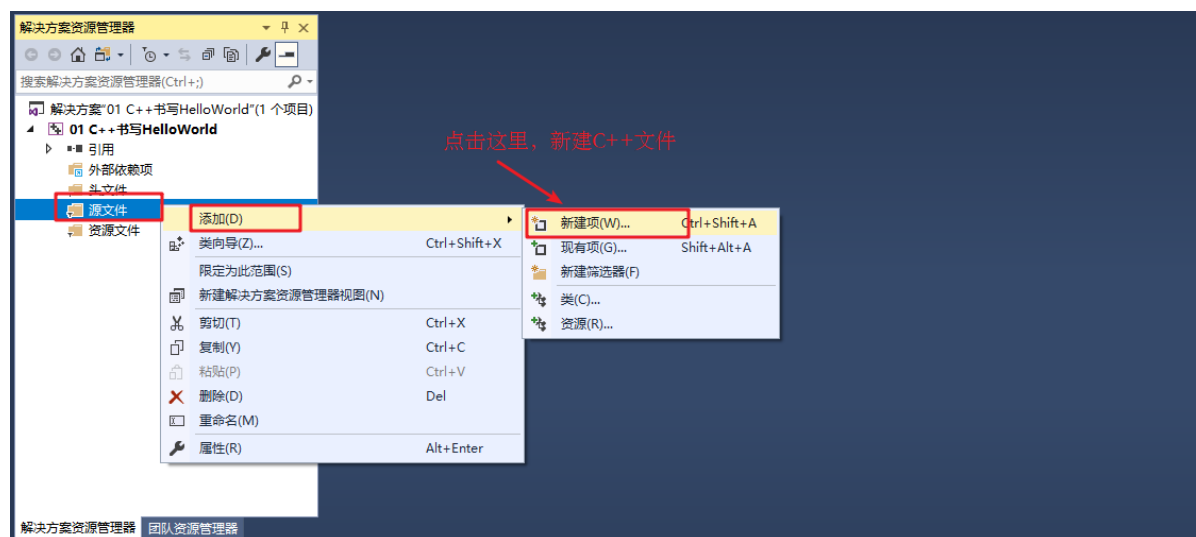 解决方案资源管理器
搜索解决方案资源管理器(Ctrl+;)
解决方案"01 C++书写HelloWorld"(1 个项目)
01 C++书写HelloWorld
引用
外部依赖项
头文件
源文件
资源文件
点击这里，新建C++文件
添加(D)
类向导(Z)... Ctrl+Shift+X
限定为此范围(S)
新建解决方案资源管理器视图(N)
剪切(T) Ctrl+X
复制(Y) Ctrl+C
粘贴(P) Ctrl+V
删除(D) Del
重命名(M)
属性(R) Alt+Enter
新建项(W)... Ctrl+Shift+A
现有项(G)... Shift+Alt+A
新建筛选器(F)
类(C)...
资源(R)...
解决方案资源管理器 团队资源管理器